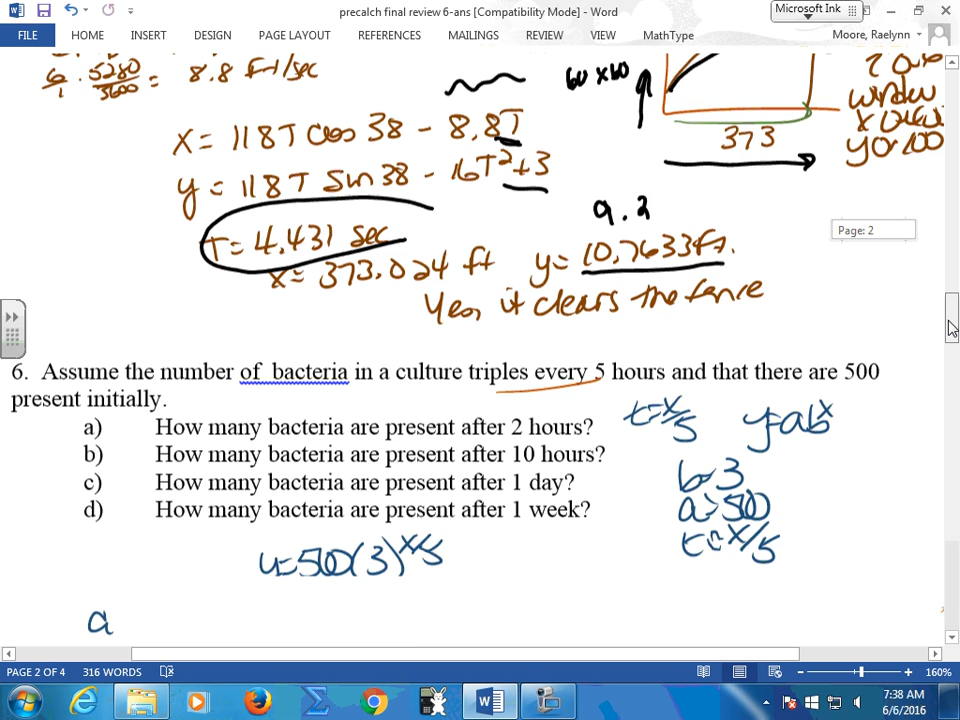 precalch final review 6-ans [Compatibility Mode] - Word
Microsoft Ink
FILE HOME INSERT DESIGN PAGE LAYOUT REFERENCES MAILINGS REVIEW VIEW MathType Moore, Raelynn
6/1 · 5280/3600 = 8.8 ft/sec
60 x 60
window
373
x = 118T cos 38 - 8.8T
y = 118T sin 38 - 16T²+3
9.2
T = 4.431 sec
x = 373.024 ft y = 10.7633 ft.
Yes, it clears the fence
Page: 2
6. Assume the number of bacteria in a culture triples every 5 hours and that there are 500
present initially.
t=x/5 y=ab^x
a) How many bacteria are present after 2 hours?
b) How many bacteria are present after 10 hours?
c) How many bacteria are present after 1 day?
d) How many bacteria are present after 1 week?
b=3
a=500
t=x/5
y=500(3)^x/5
a
PAGE 2 OF 4 316 WORDS 160%
7:38 AM
6/6/2016